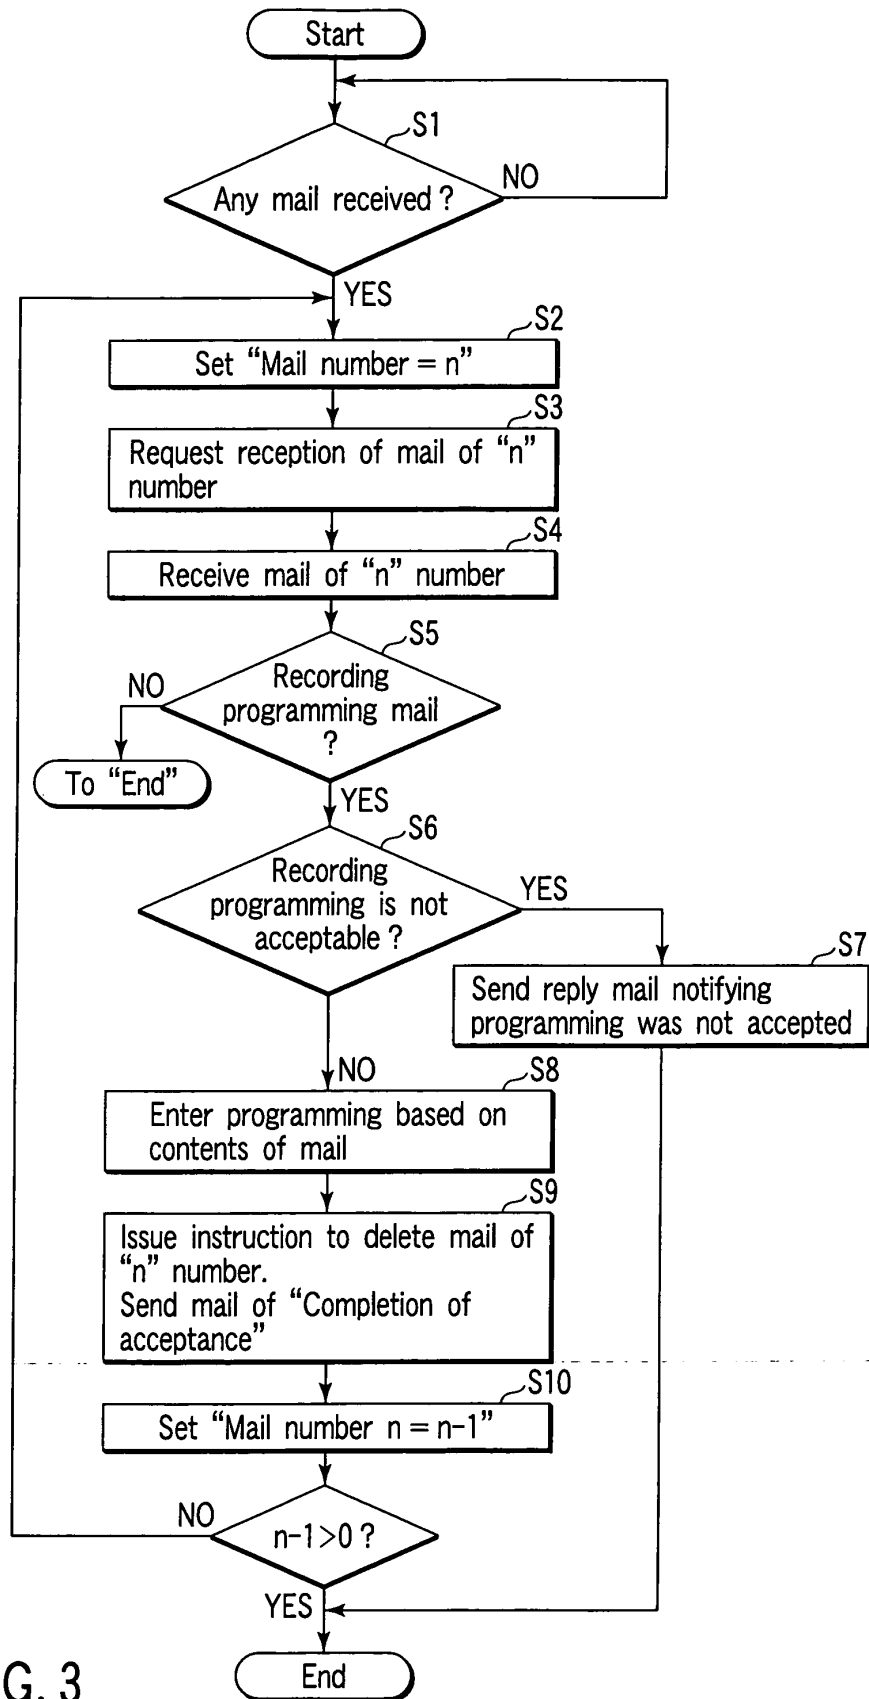 Start
S1
Any mail received ?
NO
YES
S2
Set “Mail number = n”
S3
Request reception of mail of “n”
number
S4
Receive mail of “n” number
S5
Recording
programming mail
?
NO
To “End”
YES
S6
Recording
programming is not
acceptable ?
YES
S7
Send reply mail notifying
programming was not accepted
NO
S8
Enter programming based on
contents of mail
S9
Issue instruction to delete mail of
“n” number.
Send mail of “Completion of
acceptance”
S10
Set “Mail number n = n-1”
NO
n-1>0 ?
YES
End
G. 3